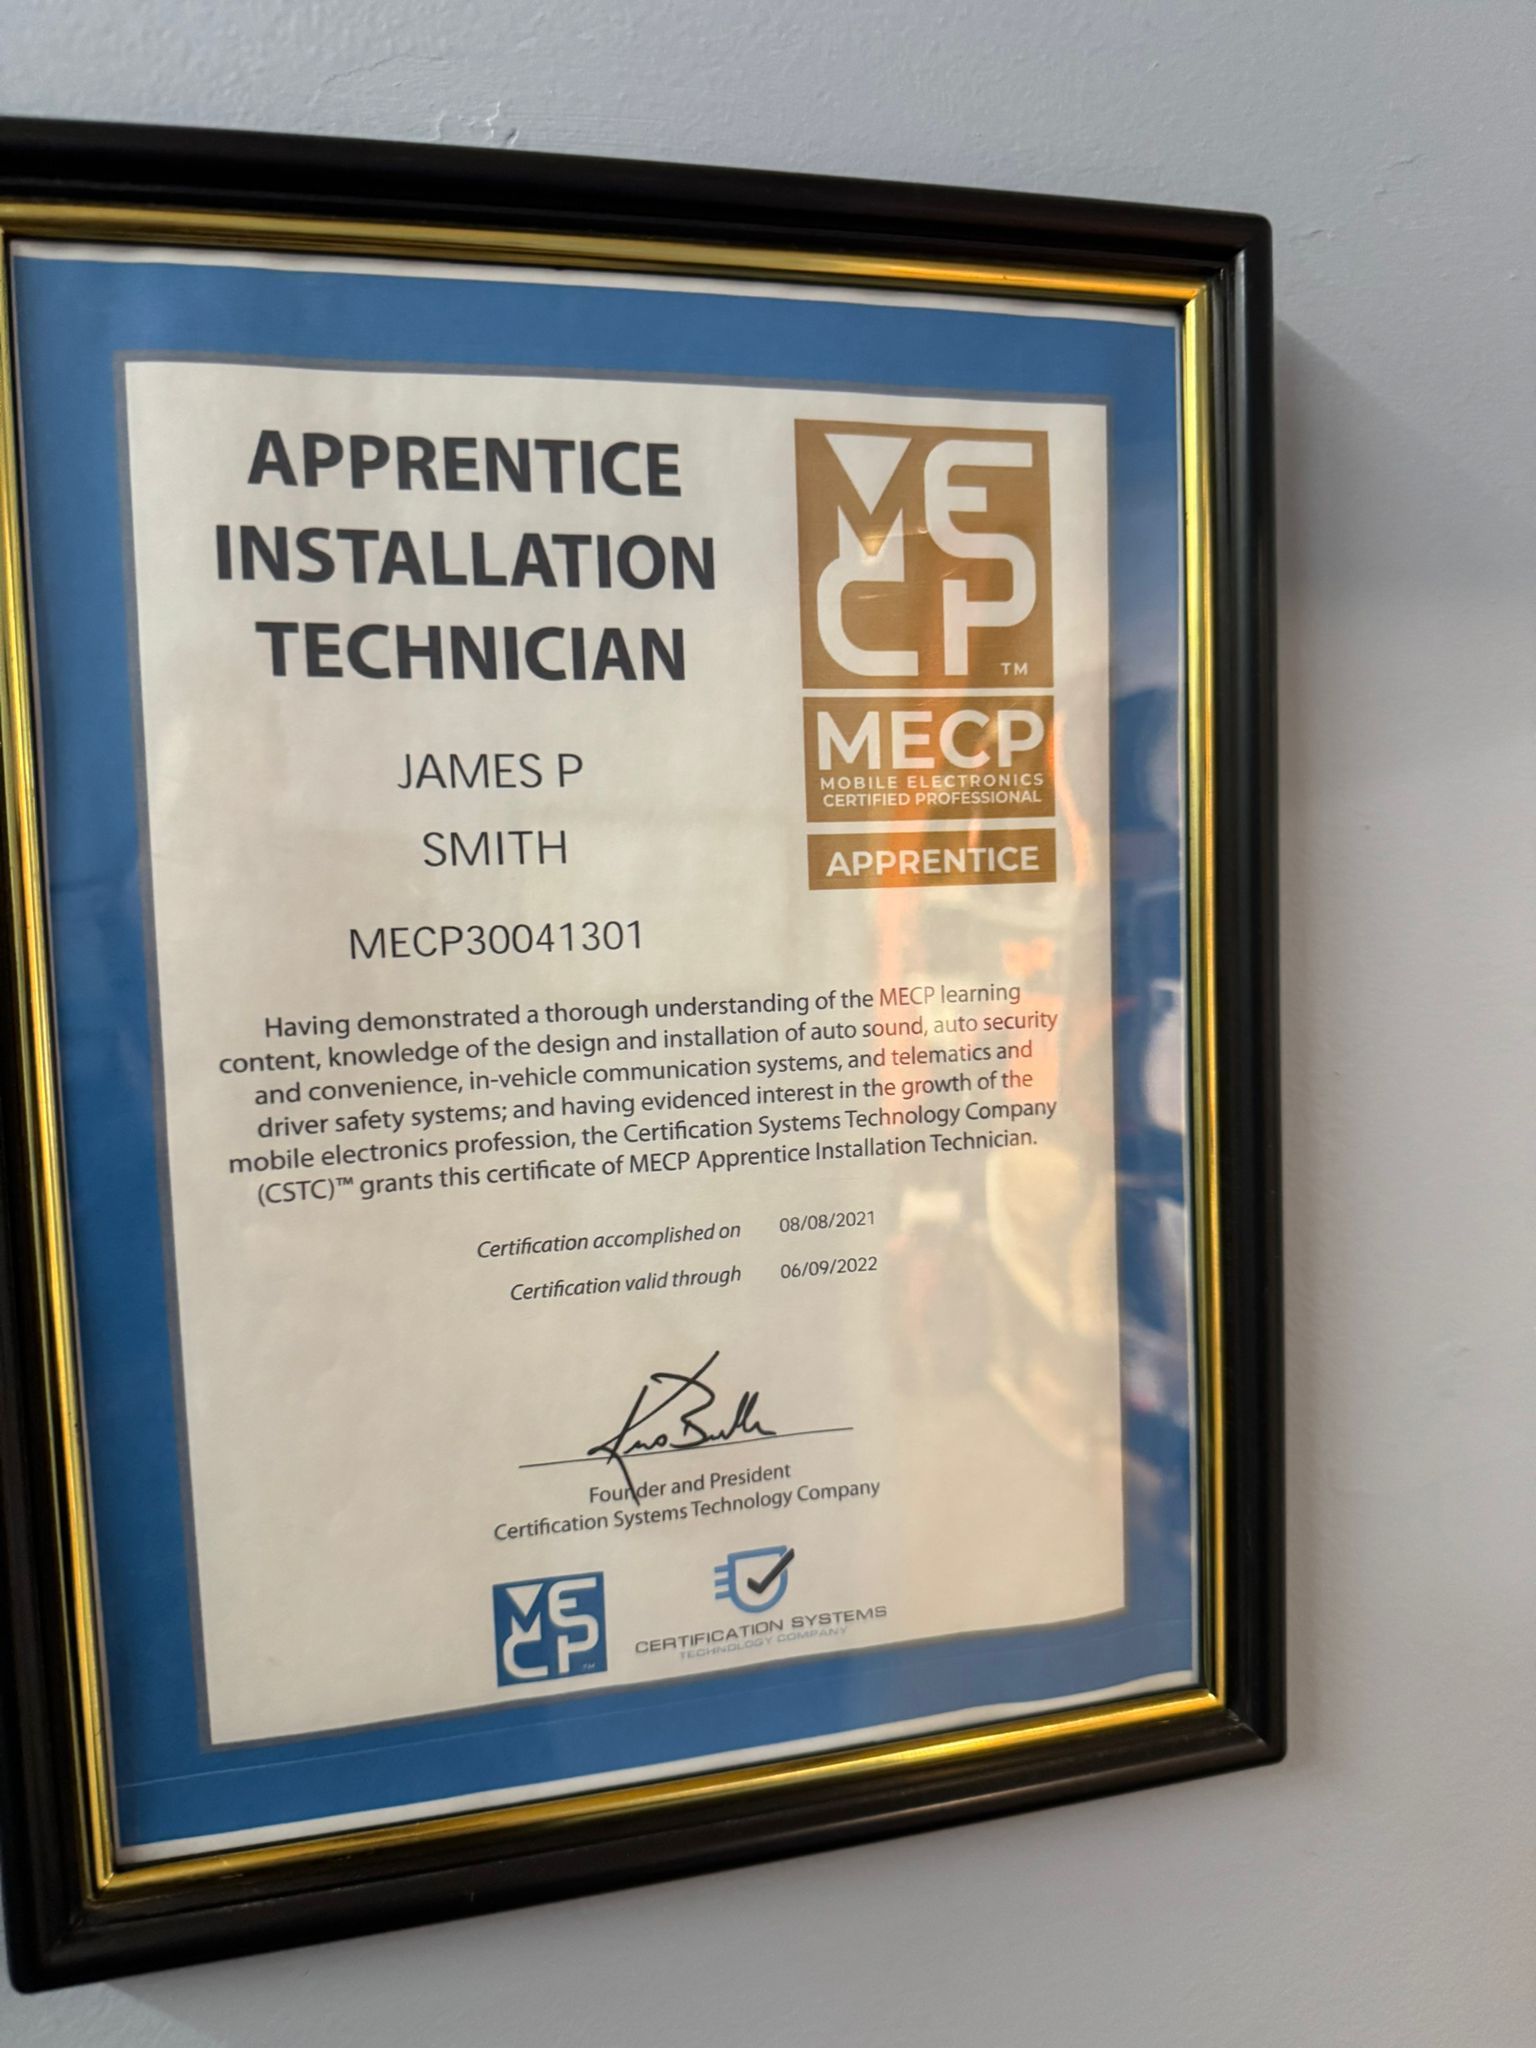 APPRENTICE
INSTALLATION
TECHNICIAN
JAMES P
SMITH
MECP30041301
MECP
TM
MECP
MOBILE ELECTRONICS
CERTIFIED PROFESSIONAL
APPRENTICE
Having demonstrated a thorough understanding of the MECP learning
content, knowledge of the design and installation of auto sound, auto security
and convenience, in-vehicle communication systems, and telematics and
driver safety systems; and having evidenced interest in the growth of the
mobile electronics profession, the Certification Systems Technology Company
(CSTC)™ grants this certificate of MECP Apprentice Installation Technician.
Certification accomplished on 08/08/2021
Certification valid through 06/09/2022
Founder and President
Certification Systems Technology Company
MECP
TM
CERTIFICATION SYSTEMS
TECHNOLOGY COMPANY